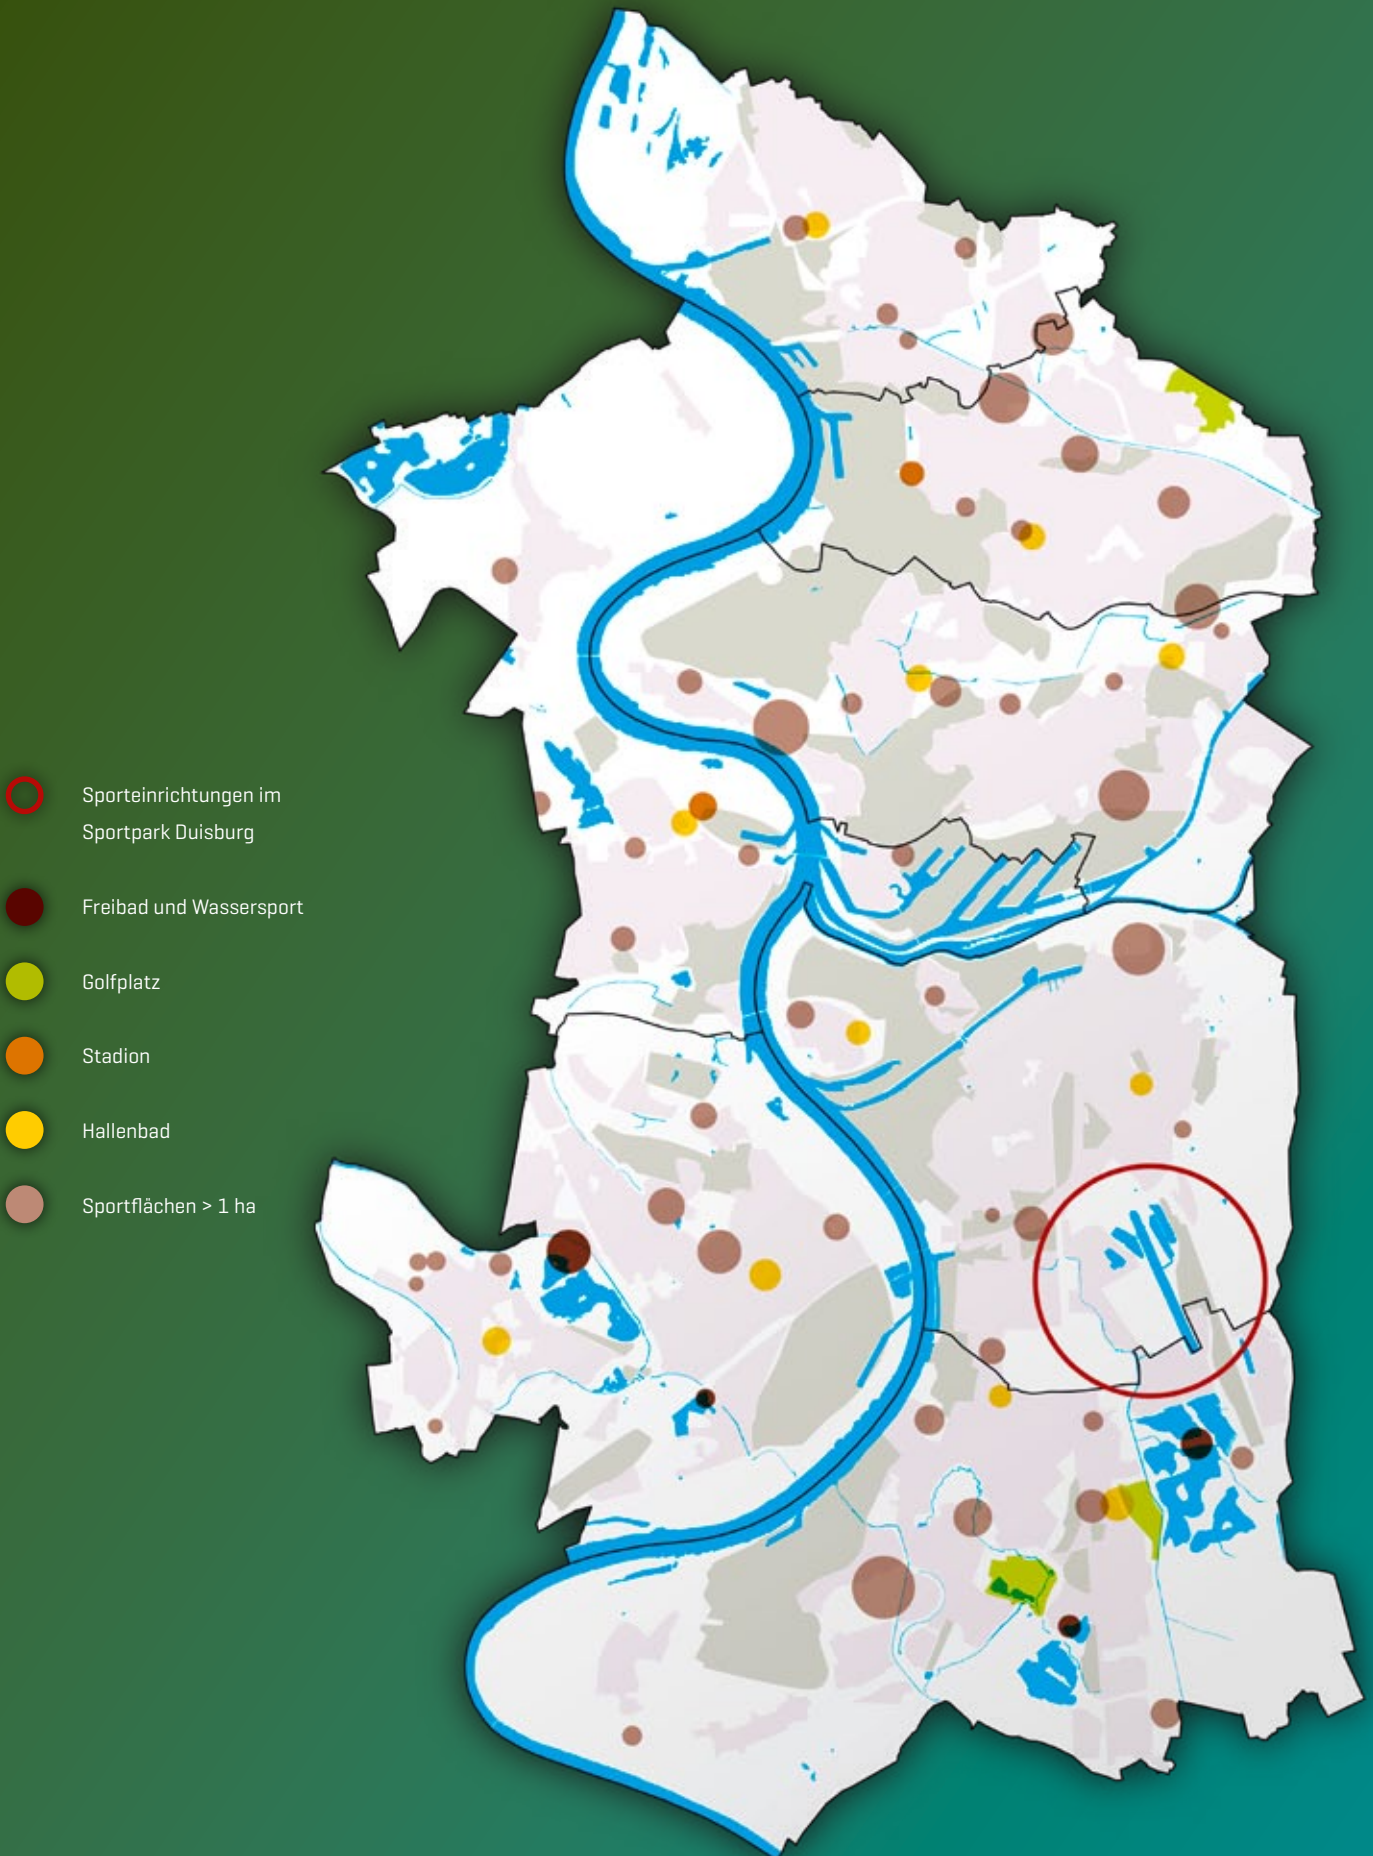 Sporteinrichtungen im
Sportpark Duisburg
Freibad und Wassersport
Golfplatz
Stadion
Hallenbad
Sportflächen > 1 ha